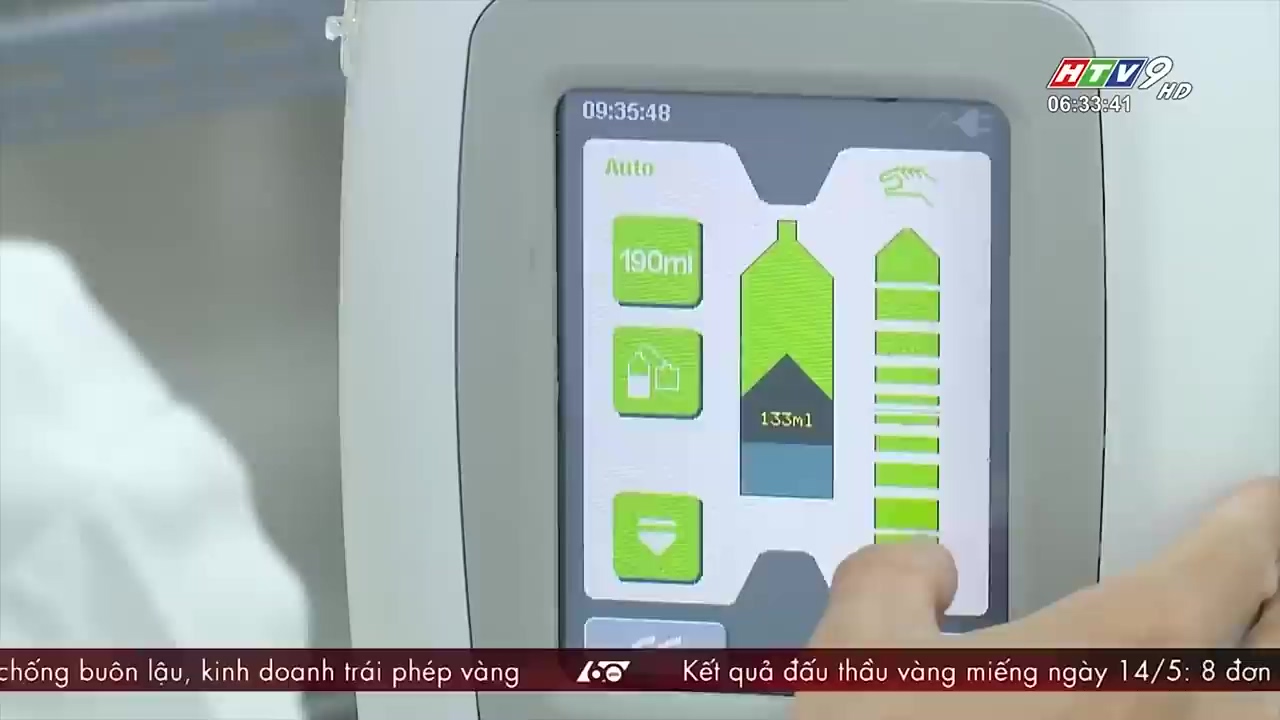 HTV9 HD
06:33:41
09:35:48
Auto
190ml
133ml
chống buôn lậu, kinh doanh trái phép vàng
60
Kết quả đấu thầu vàng miếng ngày 14/5: 8 đơn